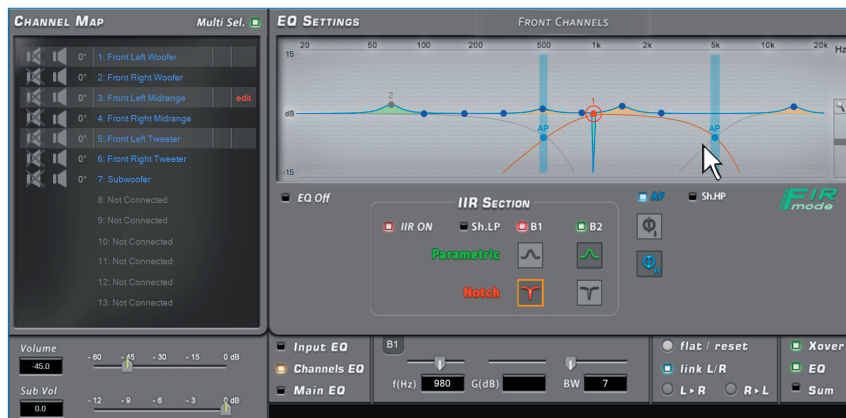 CHANNEL MAP
Multi Sel.
0° 1: Front Left Woofer
0° 2: Front Right Woofer
0° 3: Front Left Midrange edit
0° 4: Front Right Midrange
0° 5: Front Left Tweeter
0° 6: Front Right Tweeter
0° 7: Subwoofer
8: Not Connected
9: Not Connected
10: Not Connected
11: Not Connected
12: Not Connected
13: Not Connected
EQ SETTINGS
FRONT CHANNELS
20 50 100 200 500 1k 2k 5k 10k 20k Hz
15
2
1
dB
AP
AP
-15
EQ Off
IIR SECTION
AP
Sh.HP
FIR
mode
IIR ON
Sh.LP
B1
B2
Parametric
Notch
Volume
-45.0
- 60 - 45 - 30 - 15 0 dB
Sub Vol
0.0
- 12 - 9 - 6 - 3 0 dB
Input EQ
Channels EQ
Main EQ
B1
f(Hz) 980 G(dB) BW 7
flat / reset
link L/R
L▸R R▸L
Xover
EQ
Sum